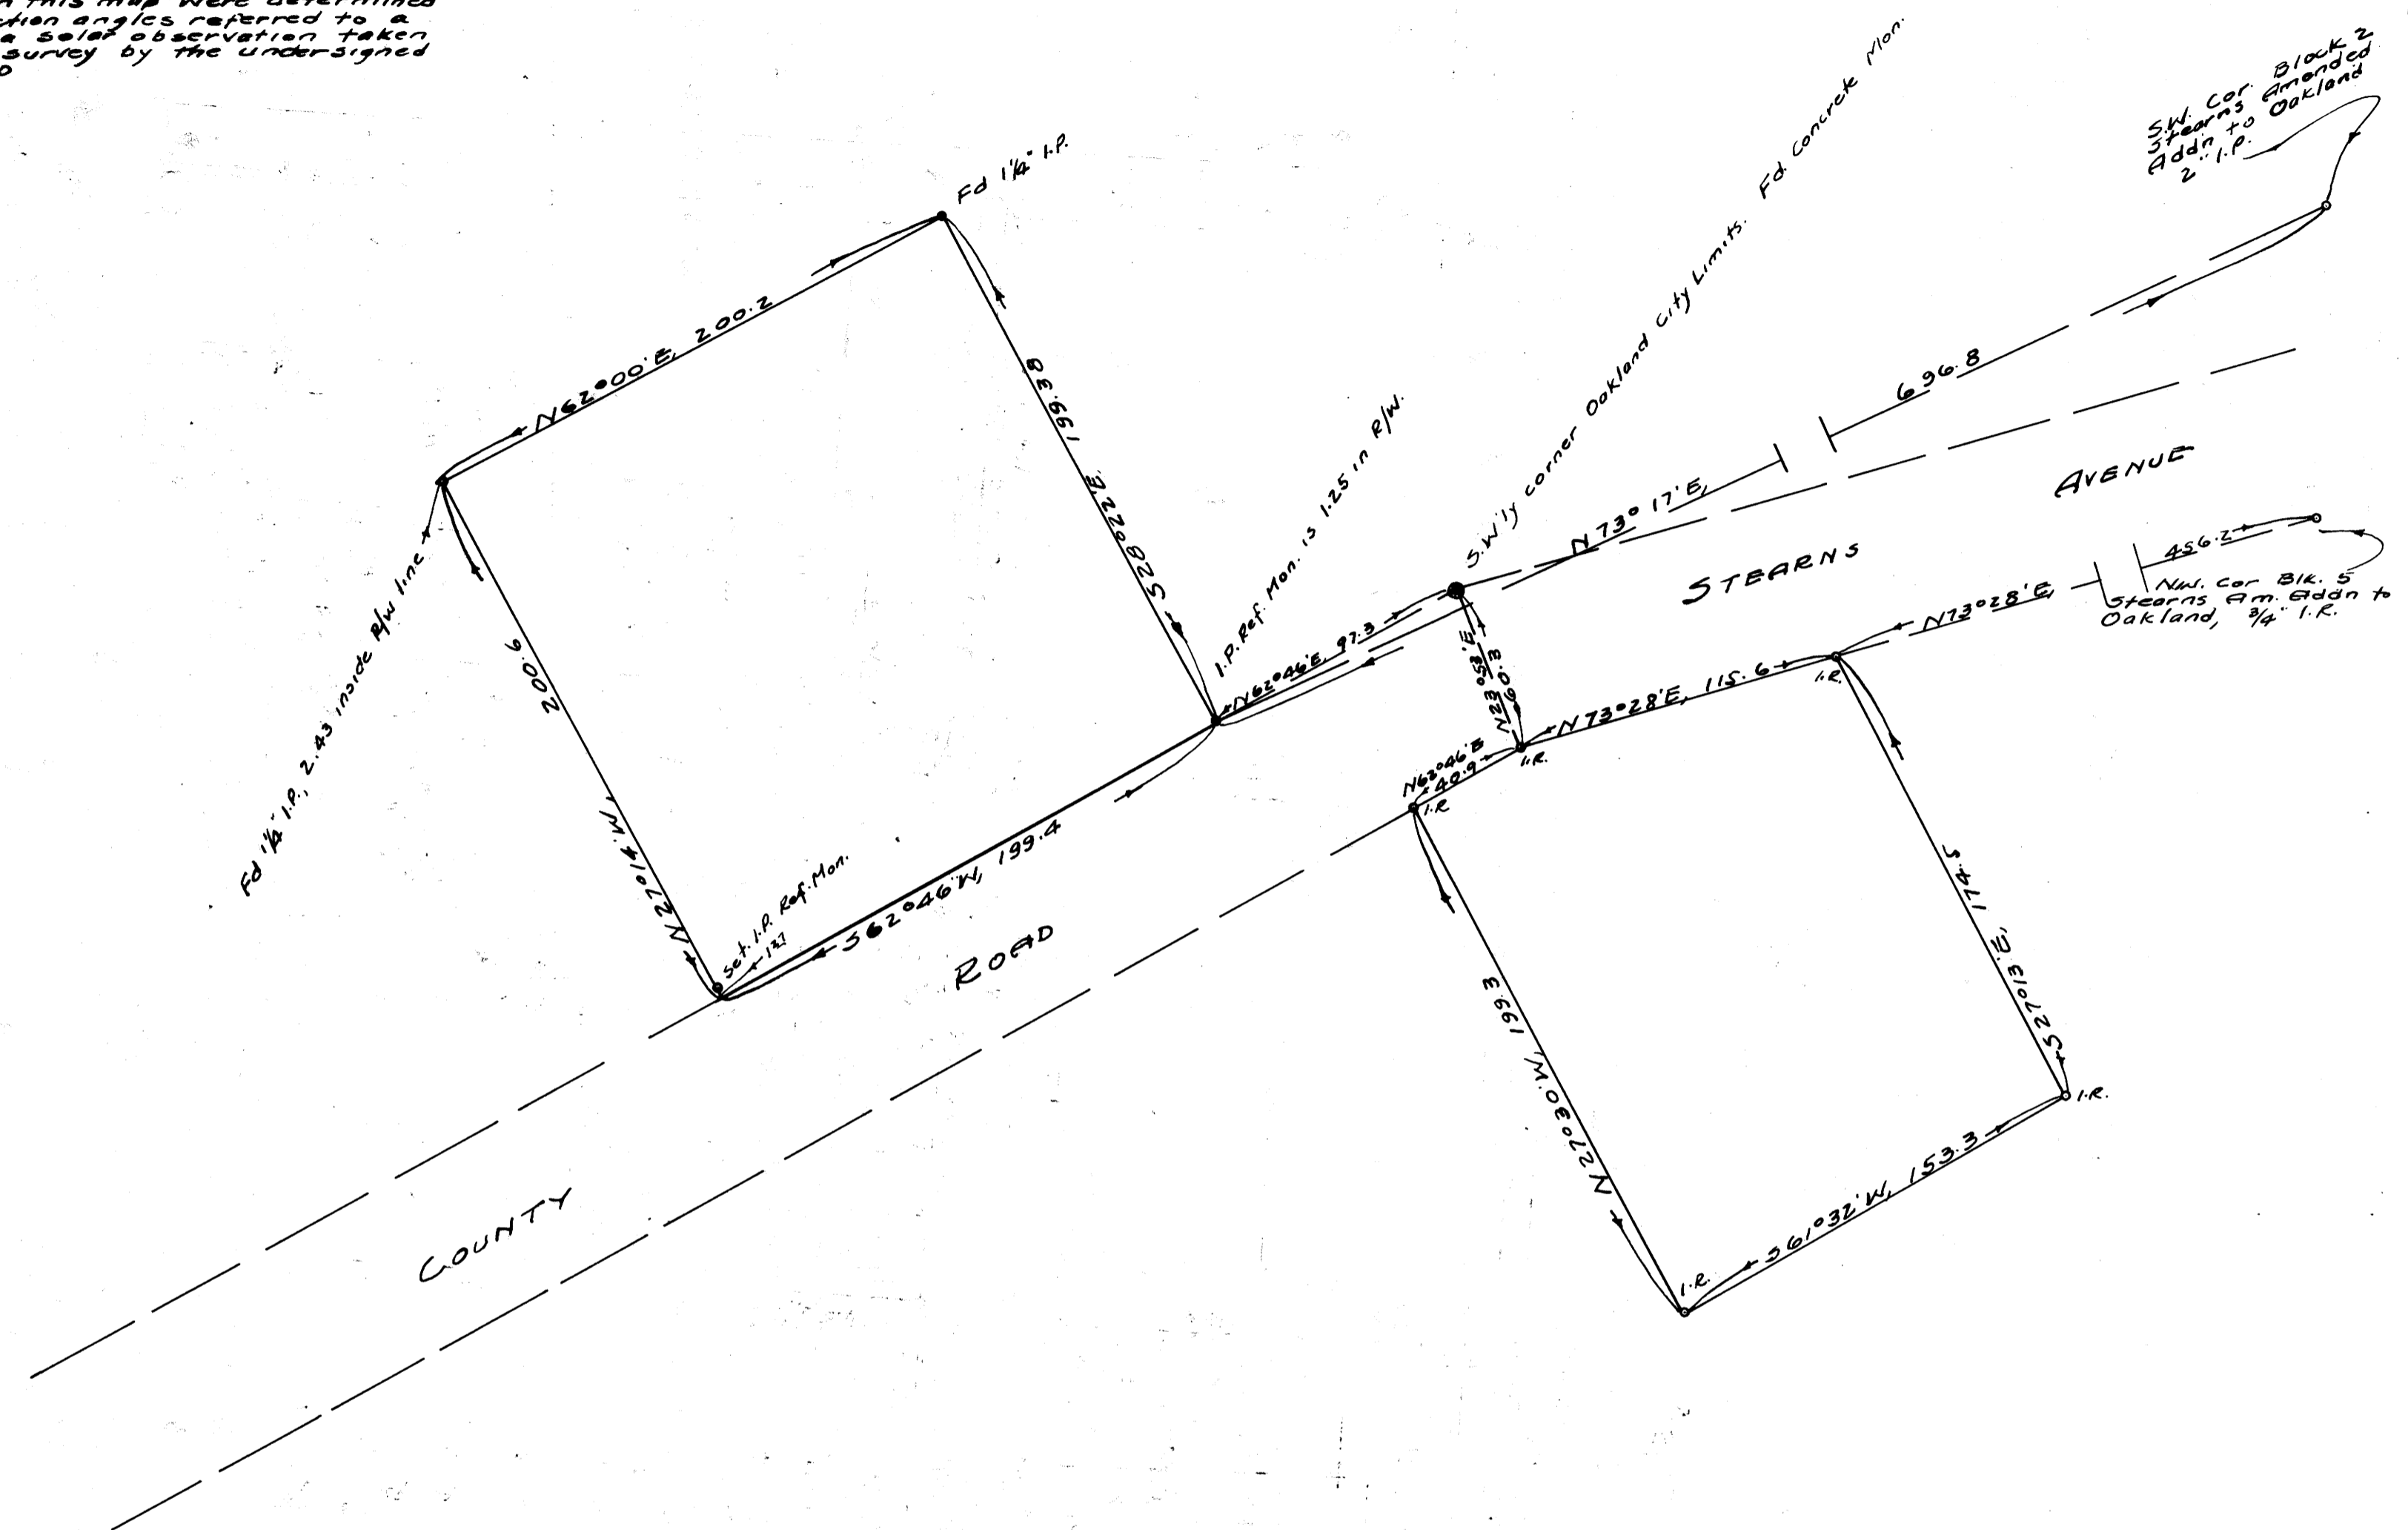 this map were determined
ction angles referred to a
a solar observation taken
survey by the undersigned
S.W. Cor. Block 2
Stearns Amended
Addn to Oakland
2" I.P.
Fd 1¼" I.P.
S.W'ly corner Oakland City Limits. Fd. Concrete Mon.
N62°00'E, 200.2
S28°22'E, 199.38
696.8
AVENUE
I.P. Ref. Mon. is 1.25 in R/W.
N73°17'E,
STEARNS
456.2
N.W. Cor Blk. 5
Stearns Am. Addn to
Oakland, 3/4" I.R.
N73°28'E,
Fd 1¼" I.P., 2.43 inside R/W line
N27°14'W, 200.6
N62°46'E, 97.3
N23°53'E
60.3
N73°28'E, 115.6
I.R.
I.R.
N62°46'E
40.9
I.R
Set. I.P. Ref. Mon.
S62°46'W, 199.4
ROAD
N27°30'W, 199.3
S27°13'E, 174.5
I.R.
S61°32'W, 153.3
I.R.
COUNTY